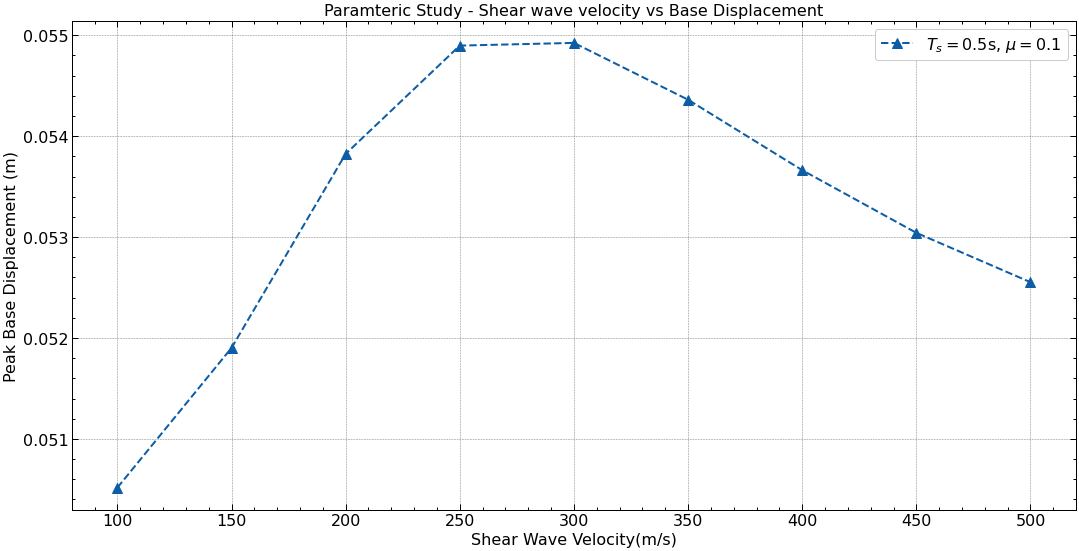 Paramteric Study - Shear wave velocity vs Base Displacement
T_s = 0.5s, μ = 0.1
Peak Base Displacement (m)
0.055
0.054
0.053
0.052
0.051
100 150 200 250 300 350 400 450 500
Shear Wave Velocity(m/s)